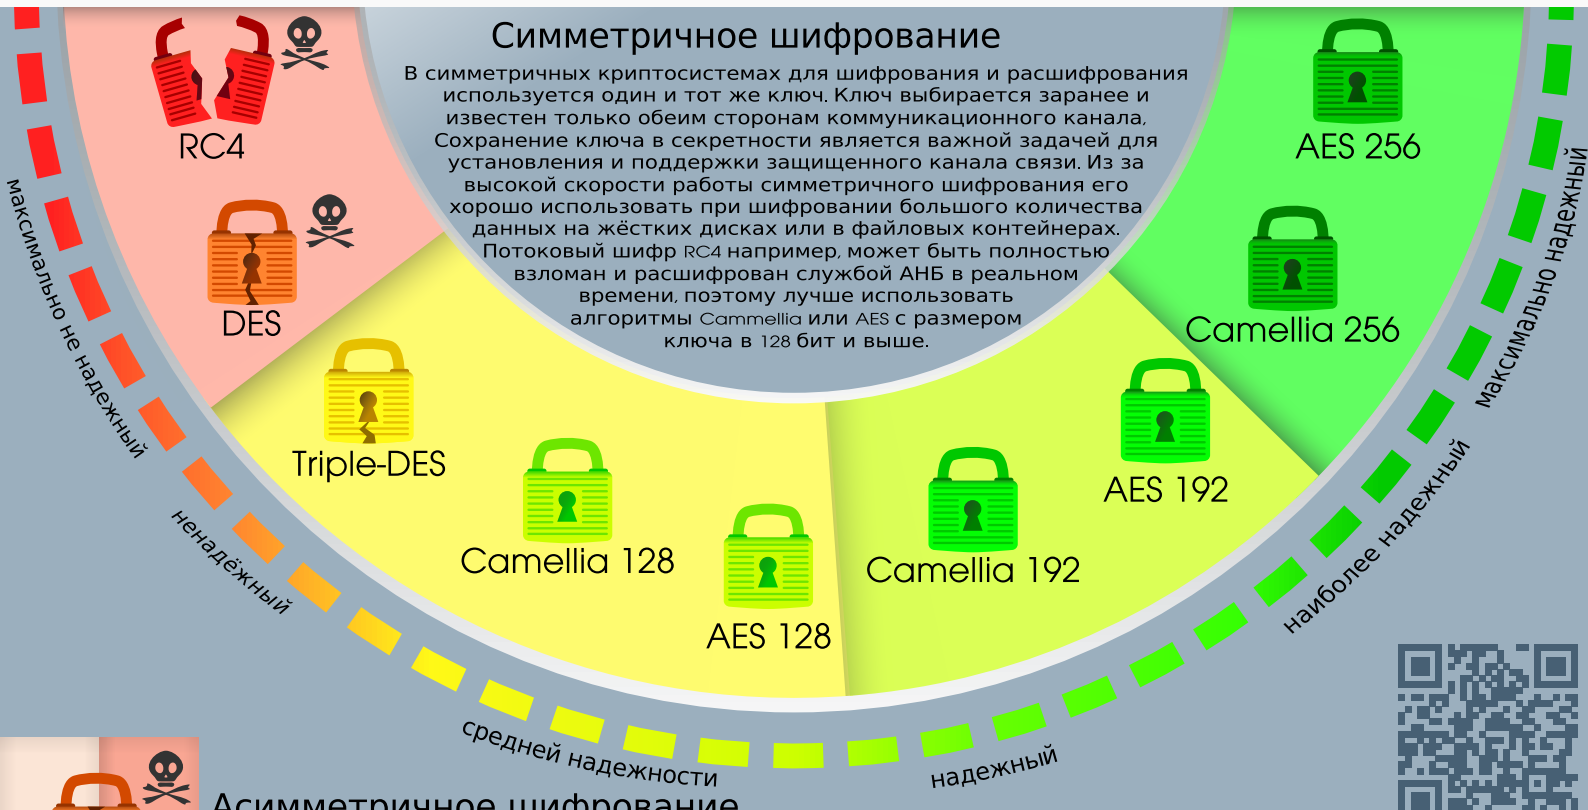 Симметричное шифрование
В симметричных криптосистемах для шифрования и расшифрования
используется один и тот же ключ. Ключ выбирается заранее и
известен только обеим сторонам коммуникационного канала,
Сохранение ключа в секретности является важной задачей для
установления и поддержки защищенного канала связи. Из за
высокой скорости работы симметричного шифрования его
хорошо использовать при шифровании большого количества
данных на жёстких дисках или в файловых контейнерах.
Потоковый шифр RC4 например, может быть полностью
взломан и расшифрован службой АНБ в реальном
времени, поэтому лучше использовать
алгоритмы Cammellia или AES с размером
ключа в 128 бит и выше.
RC4
DES
Triple-DES
Camellia 128
AES 128
Camellia 192
AES 192
Camellia 256
AES 256
максимально не надежный
ненадёжный
средней надежности
надежный
наиболее надежный
максимально надежный
Асимметричное шифрование